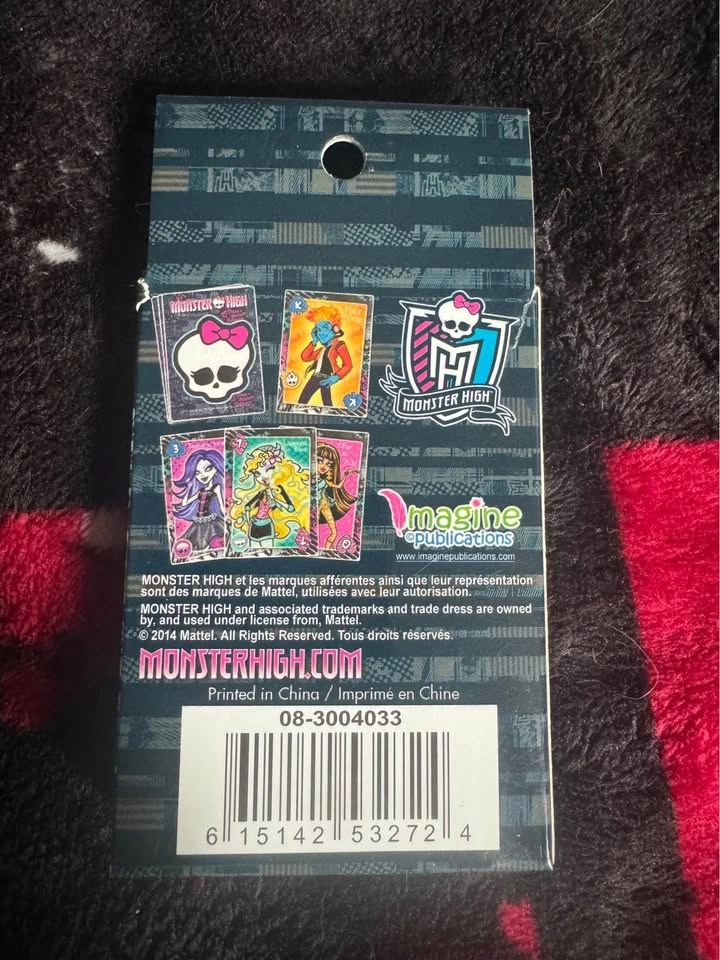 MONSTER HIGH
K
K
MONSTER HIGH
3
7
imagine
publications
www.imaginepublications.com
MONSTER HIGH et les marques afférentes ainsi que leur représentation
sont des marques de Mattel, utilisées avec leur autorisation.
MONSTER HIGH and associated trademarks and trade dress are owned
by, and used under license from, Mattel.
© 2014 Mattel. All Rights Reserved. Tous droits réservés.
MONSTERHIGH.COM
Printed in China / Imprimé en Chine
08-3004033
6 15142 53272 4